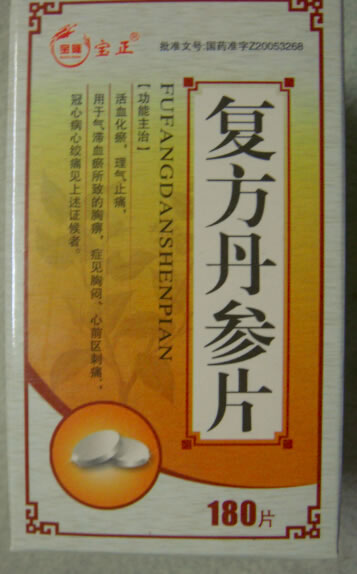 宝正®
批准文号:国药准字Z20053268
复方丹参片
FUFANGDANSHENPIAN
【功能主治】
活血化瘀，理气止痛，
用于气滞血瘀所致的胸痹，症见胸闷、心前区刺痛，
冠心病心绞痛见上述证候者。
180片